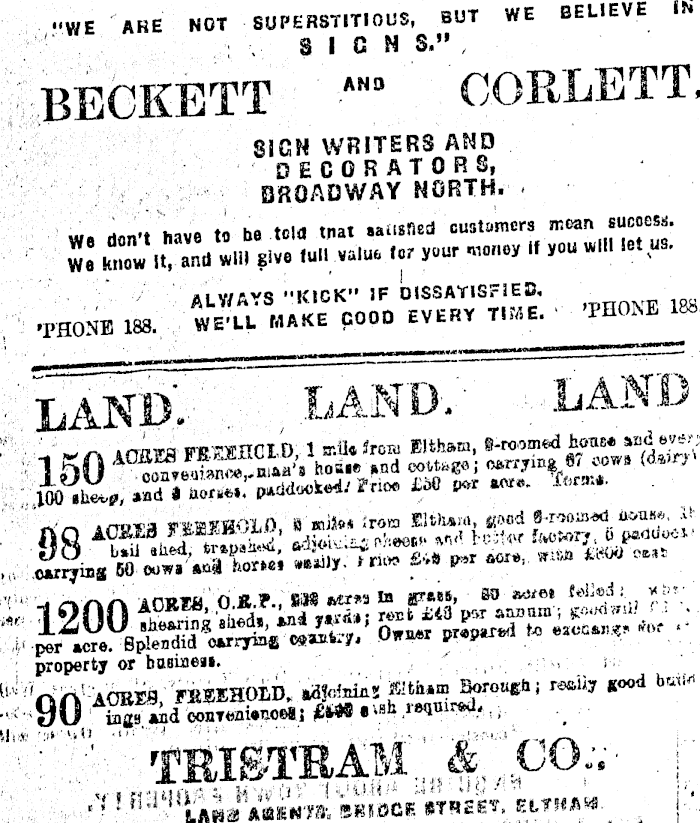 "WE ARE NOT SUPERSTITIOUS, BUT WE BELIEVE IN
SIGNS."
BECKETT AND CORLETT,
SIGN WRITERS AND
DECORATORS,
BROADWAY NORTH.
We don't have to be told that satisfied customers mean success.
We know it, and will give full value for your money if you will let us.
ALWAYS "KICK" IF DISSATISFIED.
'PHONE 188. WE'LL MAKE GOOD EVERY TIME. 'PHONE 188
LAND. LAND. LAND
150 ACRES FREEHOLD, 1 mile from Eltham, roomed house and every
convenience, man's house and cottage; carrying 67 cows (dairy)
100 sheep, and horses. paddocked. Price £50 per acre. Terms.
98 ACRES FREEHOLD, miles from Eltham, good roomed house,
bail shed, trapshed, adjoining cheese and butter factory, paddock
carrying 50 cows and horses easily. Price per acre, with cash
1200 ACRES, O.R.P., acres in grass, acres felled;
shearing sheds, and yards; rent per annum; goodwill
per acre. Splendid carrying country. Owner prepared to exchange for
property or business.
90 ACRES, FREEHOLD, adjoining Eltham Borough; really good build
ings and conveniences; cash required.
TRISTRAM & CO.,
LAND AGENTS, BRIDGE STREET, ELTHAM.